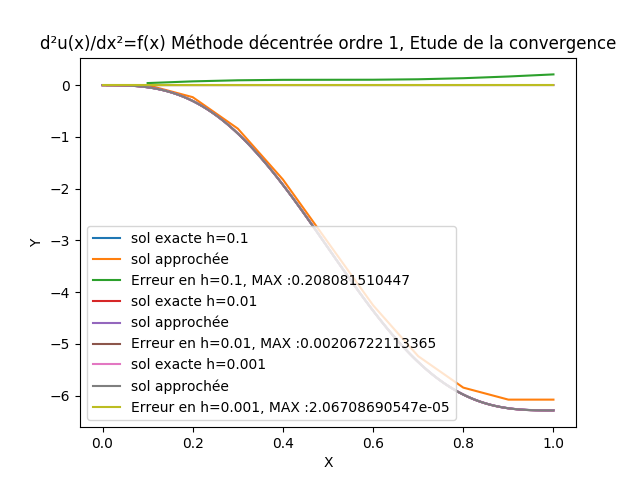 d²u(x)/dx²=f(x) Méthode décentrée ordre 1, Etude de la convergence
0
−1
−2
−3
−4
−5
−6
Y
sol exacte h=0.1
sol approchée
Erreur en h=0.1, MAX :0.208081510447
sol exacte h=0.01
sol approchée
Erreur en h=0.01, MAX :0.00206722113365
sol exacte h=0.001
sol approchée
Erreur en h=0.001, MAX :2.06708690547e-05
0.0 0.2 0.4 0.6 0.8 1.0
X